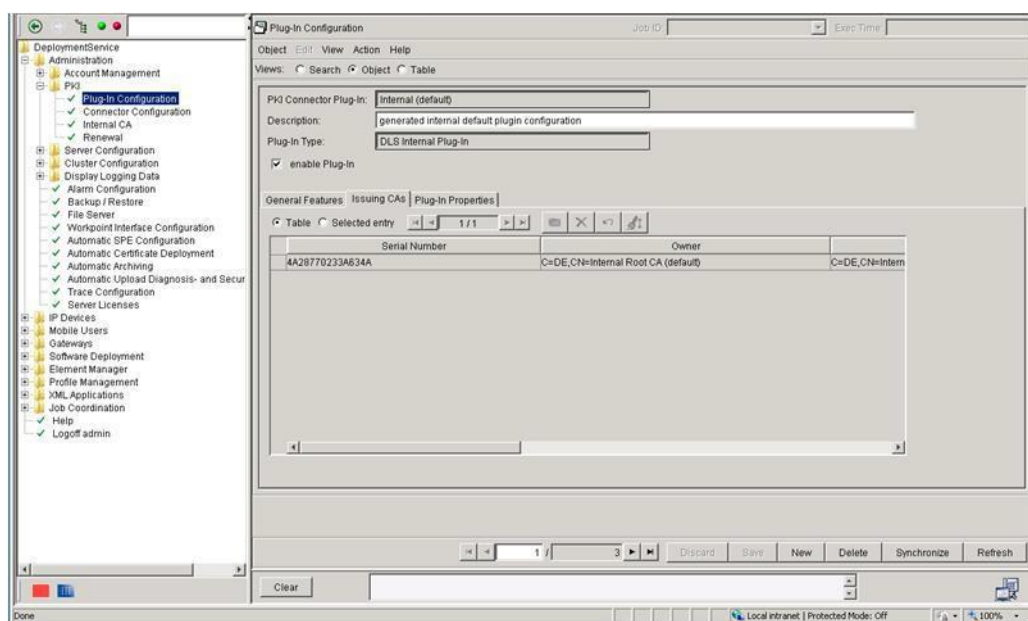 Plug-In Configuration
Job ID:
Exec Time:
Object Edit View Action Help
Views: Search Object Table
DeploymentService
Administration
Account Management
PKI
Plug-In Configuration
Connector Configuration
Internal CA
Renewal
Server Configuration
Cluster Configuration
Display Logging Data
Alarm Configuration
Backup / Restore
File Server
Workpoint Interface Configuration
Automatic SPE Configuration
Automatic Certificate Deployment
Automatic Archiving
Automatic Upload Diagnosis- and Secur
Trace Configuration
Server Licenses
IP Devices
Mobile Users
Gateways
Software Deployment
Element Manager
Profile Management
XML Applications
Job Coordination
Help
Logoff admin
PKI Connector Plug-In: Internal (default)
Description: generated internal default plugin configuration
Plug-In Type: DLS Internal Plug-In
enable Plug-In
General Features Issuing CAs Plug-In Properties
Table Selected entry 1 / 1
Serial Number Owner
4A28770233A634A C=DE,CN=Internal Root CA (default) C=DE,CN=Intern
1 / 3 Discard Save New Delete Synchronize Refresh
Clear
Done Local intranet | Protected Mode: Off 100%